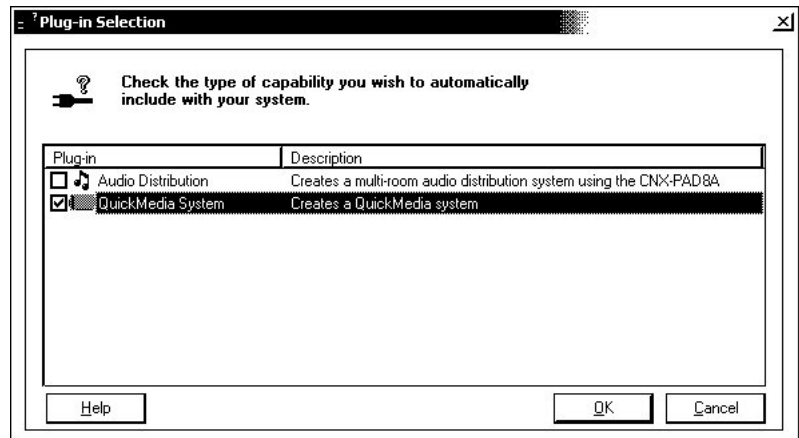 Plug-in Selection
Check the type of capability you wish to automatically
include with your system.
Plug-in Description
Audio Distribution Creates a multi-room audio distribution system using the CNX-PAD8A
QuickMedia System Creates a QuickMedia system
Help OK Cancel